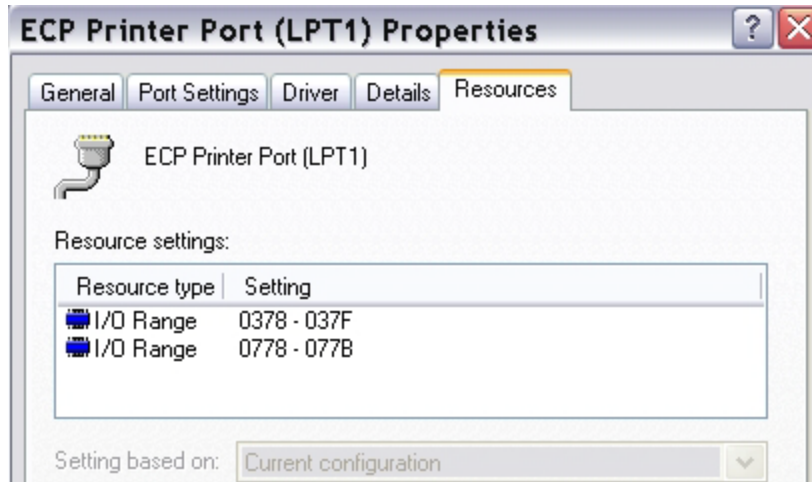 ECP Printer Port (LPT1) Properties
General Port Settings Driver Details Resources
ECP Printer Port (LPT1)
Resource settings:
Resource type Setting
I/O Range 0378 - 037F
I/O Range 0778 - 077B
Setting based on: Current configuration